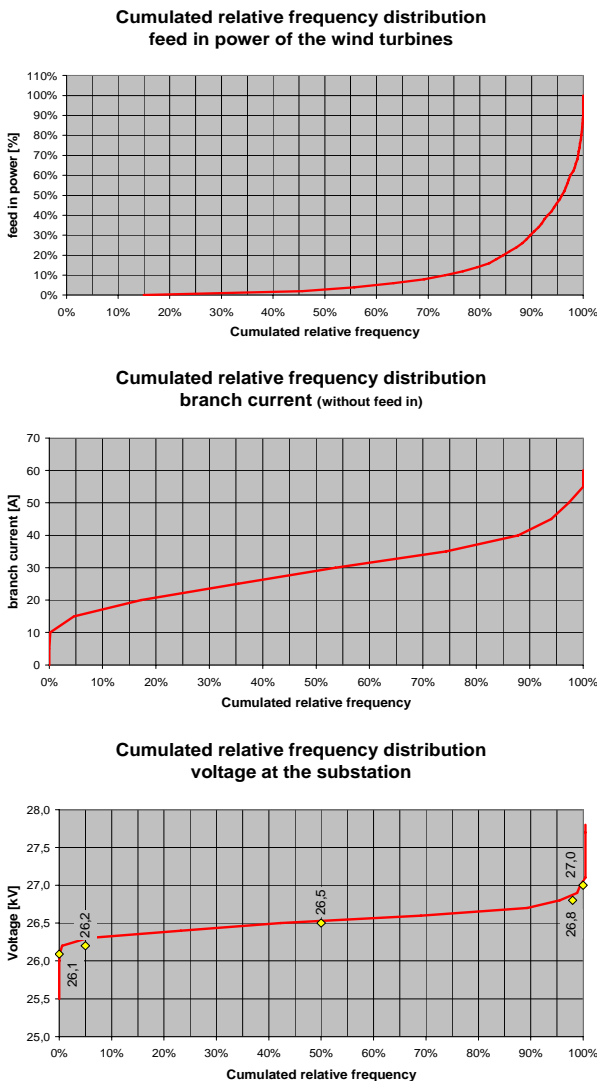 Cumulated relative frequency distribution
feed in power of the wind turbines
110%
100%
90%
80%
70%
60%
50%
40%
30%
20%
10%
0%
feed in power [%]
0% 10% 20% 30% 40% 50% 60% 70% 80% 90% 100%
Cumulated relative frequency
Cumulated relative frequency distribution
branch current (without feed in)
70
60
50
40
30
20
10
0
branch current [A]
0% 10% 20% 30% 40% 50% 60% 70% 80% 90% 100%
Cumulated relative frequency
Cumulated relative frequency distribution
voltage at the substation
28,0
27,5
27,0
26,5
26,0
25,5
25,0
Voltage [kV]
26,1
26,2
26,5
26,8
27,0
0% 10% 20% 30% 40% 50% 60% 70% 80% 90% 100%
Cumulated relative frequency